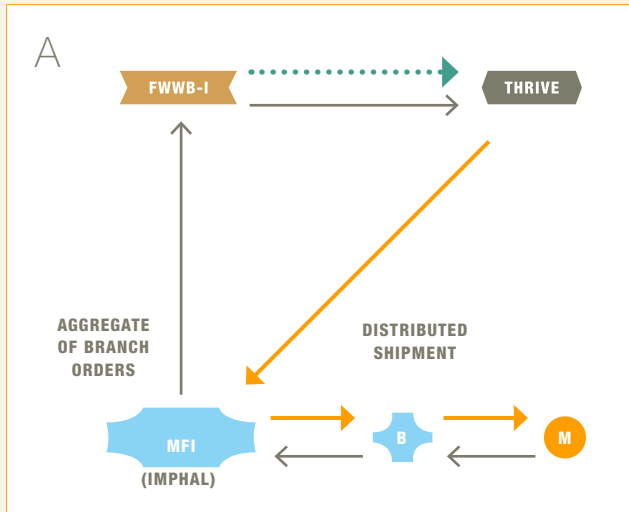 A
FWWB-I
THRIVE
AGGREGATE
OF BRANCH
ORDERS
DISTRIBUTED
SHIPMENT
MFI
B
M
(IMPHAL)